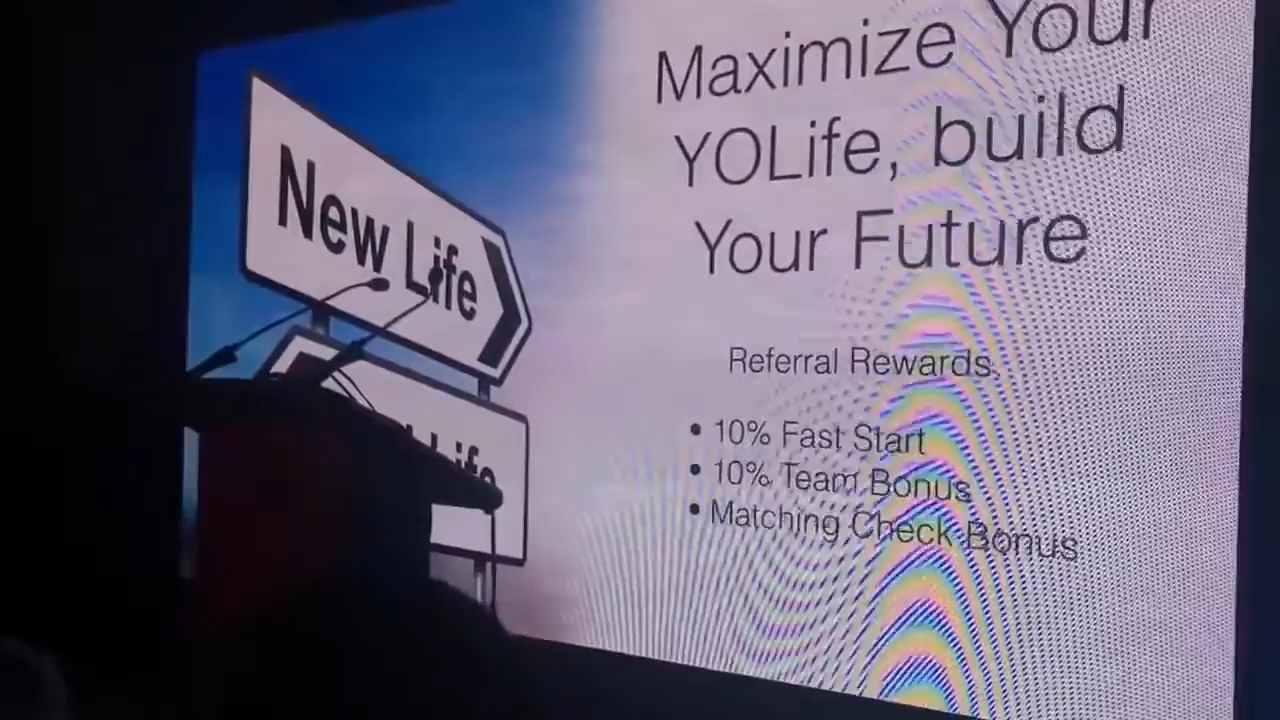 Maximize Your
YOLife, build
Your Future
New Life
Life
Referral Rewards
• 10% Fast Start
• 10% Team Bonus
• Matching Check Bonus